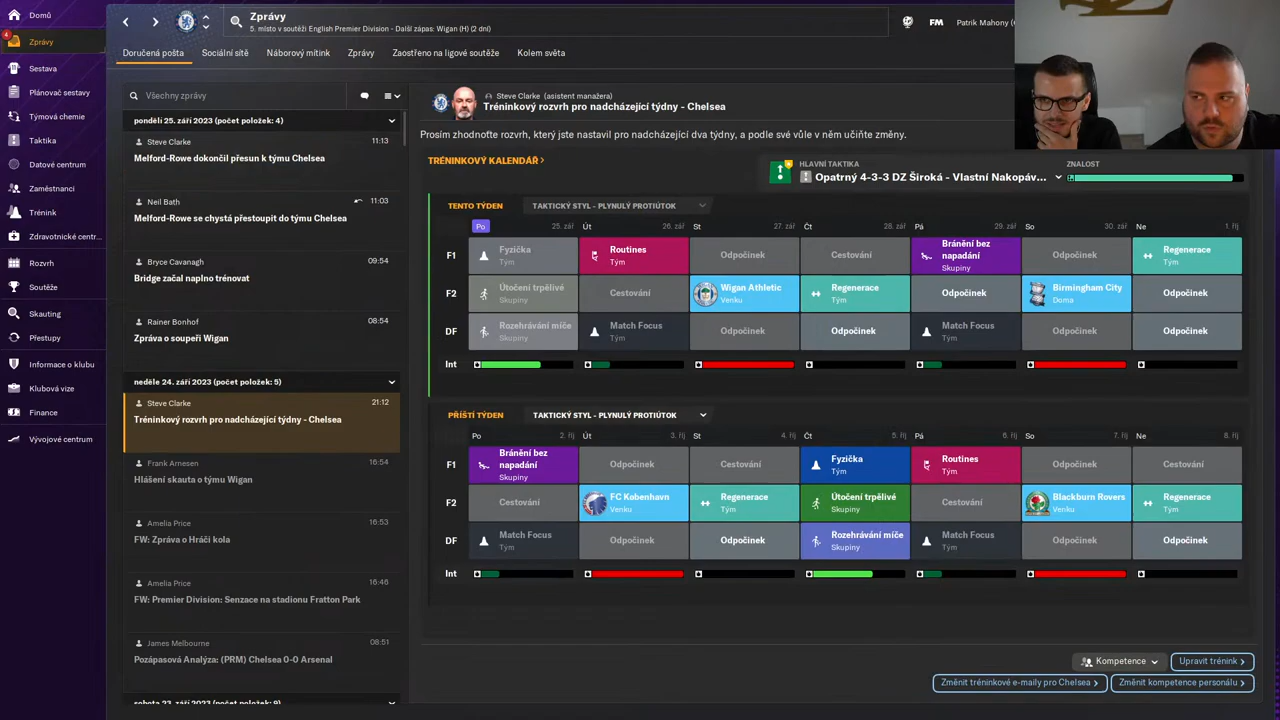 Domů
4
Zprávy
Sestava
Plánovač sestavy
Týmová chemie
Taktika
Datové centrum
Zaměstnanci
Trénink
Zdravotnické centr...
Rozvrh
Soutěže
Skauting
Přestupy
Informace o klubu
Klubová vize
Finance
Vývojové centrum
Zprávy
5. místo v soutěži English Premier Division - Další zápas: Wigan (H) (2 dni)
FM
Patrik Mahony
Doručená pošta
Sociální sítě
Náborový mítink
Zprávy
Zaostřeno na ligové soutěže
Kolem světa
Všechny zprávy
pondělí 25. září 2023 (počet položek: 4)
Steve Clarke
11:13
Melford-Rowe dokončil přesun k týmu Chelsea
Neil Bath
11:03
Melford-Rowe se chystá přestoupit do týmu Chelsea
Bryce Cavanagh
09:54
Bridge začal naplno trénovat
Rainer Bonhof
08:54
Zpráva o soupeři Wigan
neděle 24. září 2023 (počet položek: 5)
Steve Clarke
21:12
Tréninkový rozvrh pro nadcházející týdny - Chelsea
Frank Arnesen
16:54
Hlášení skauta o týmu Wigan
Amelia Price
16:53
FW: Zpráva o Hráči kola
Amelia Price
16:46
FW: Premier Division: Senzace na stadionu Fratton Park
James Melbourne
08:51
Pozápasová Analýza: (PRM) Chelsea 0-0 Arsenal
sobota 23. září 2023 (počet položek: 9)
Steve Clarke (asistent manažera)
Tréninkový rozvrh pro nadcházející týdny - Chelsea
Prosím zhodnoťte rozvrh, který jste nastavil pro nadcházející dva týdny, a podle své vůle v něm učiňte změny.
TRÉNINKOVÝ KALENDÁŘ
HLAVNÍ TAKTIKA
Opatrný 4-3-3 DZ Široká - Vlastní Nakopáv...
ZNALOST
TENTO TÝDEN
TAKTICKÝ STYL - PLYNULÝ PROTIÚTOK
Po 25. zář Út 26. zář St 27. zář Čt 28. zář Pá 29. zář So 30. zář Ne 1. říj
F1
Fyzička
Tým
Routines
Tým
Odpočinek
Cestování
Bránění bez napadání
Skupiny
Odpočinek
Regenerace
Tým
F2
Útočení trpělivé
Skupiny
Cestování
Wigan Athletic
Venku
Regenerace
Tým
Odpočinek
Birmingham City
Doma
Odpočinek
DF
Rozehrávání míče
Skupiny
Match Focus
Tým
Odpočinek
Odpočinek
Match Focus
Tým
Odpočinek
Odpočinek
Int
PŘÍŠTÍ TÝDEN
TAKTICKÝ STYL - PLYNULÝ PROTIÚTOK
Po 2. říj Út 3. říj St 4. říj Čt 5. říj Pá 6. říj So 7. říj Ne 8. říj
F1
Bránění bez napadání
Skupiny
Odpočinek
Cestování
Fyzička
Tým
Routines
Tým
Odpočinek
Cestování
F2
Cestování
FC København
Venku
Regenerace
Tým
Útočení trpělivé
Skupiny
Cestování
Blackburn Rovers
Venku
Regenerace
Tým
DF
Match Focus
Tým
Odpočinek
Odpočinek
Rozehrávání míče
Skupiny
Match Focus
Tým
Odpočinek
Odpočinek
Int
Kompetence
Upravit trénink
Změnit tréninkové e-maily pro Chelsea
Změnit kompetence personálu